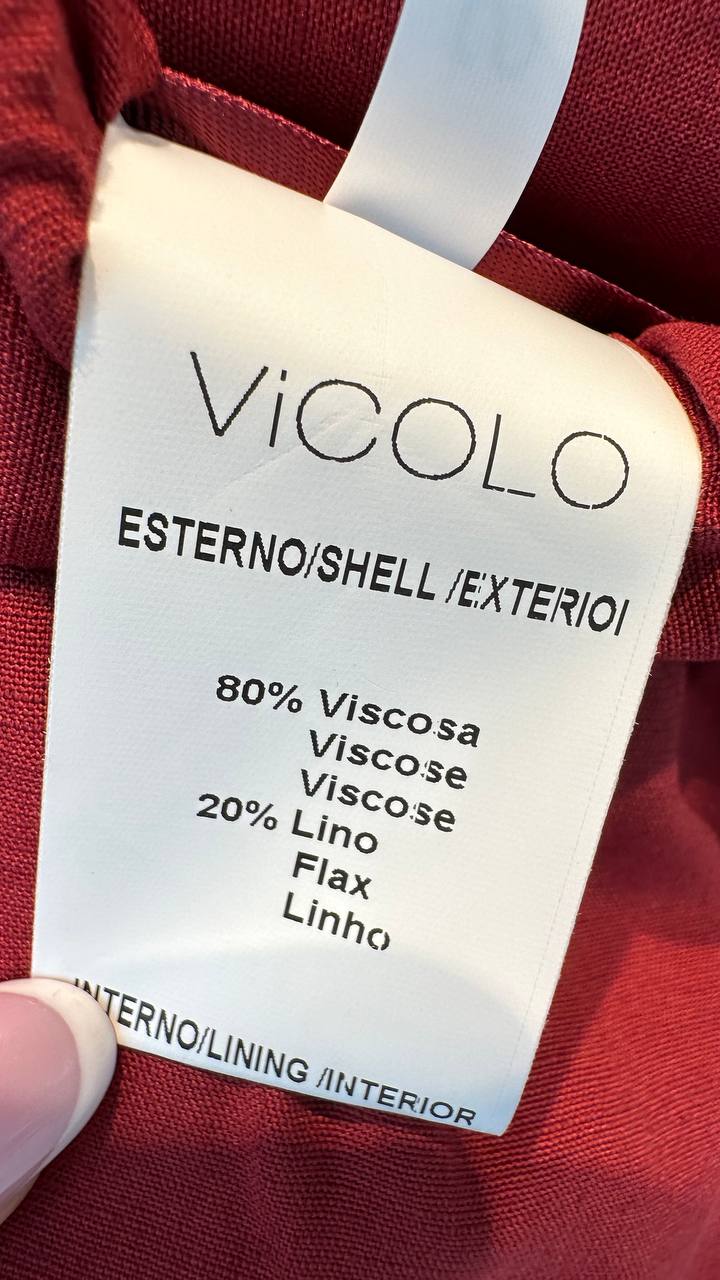 ViCOLO
ESTERNO/SHELL /EXTERIOI
80% Viscosa
Viscose
Viscose
20% Lino
Flax
Linho
INTERNO/LINING /INTERIOR